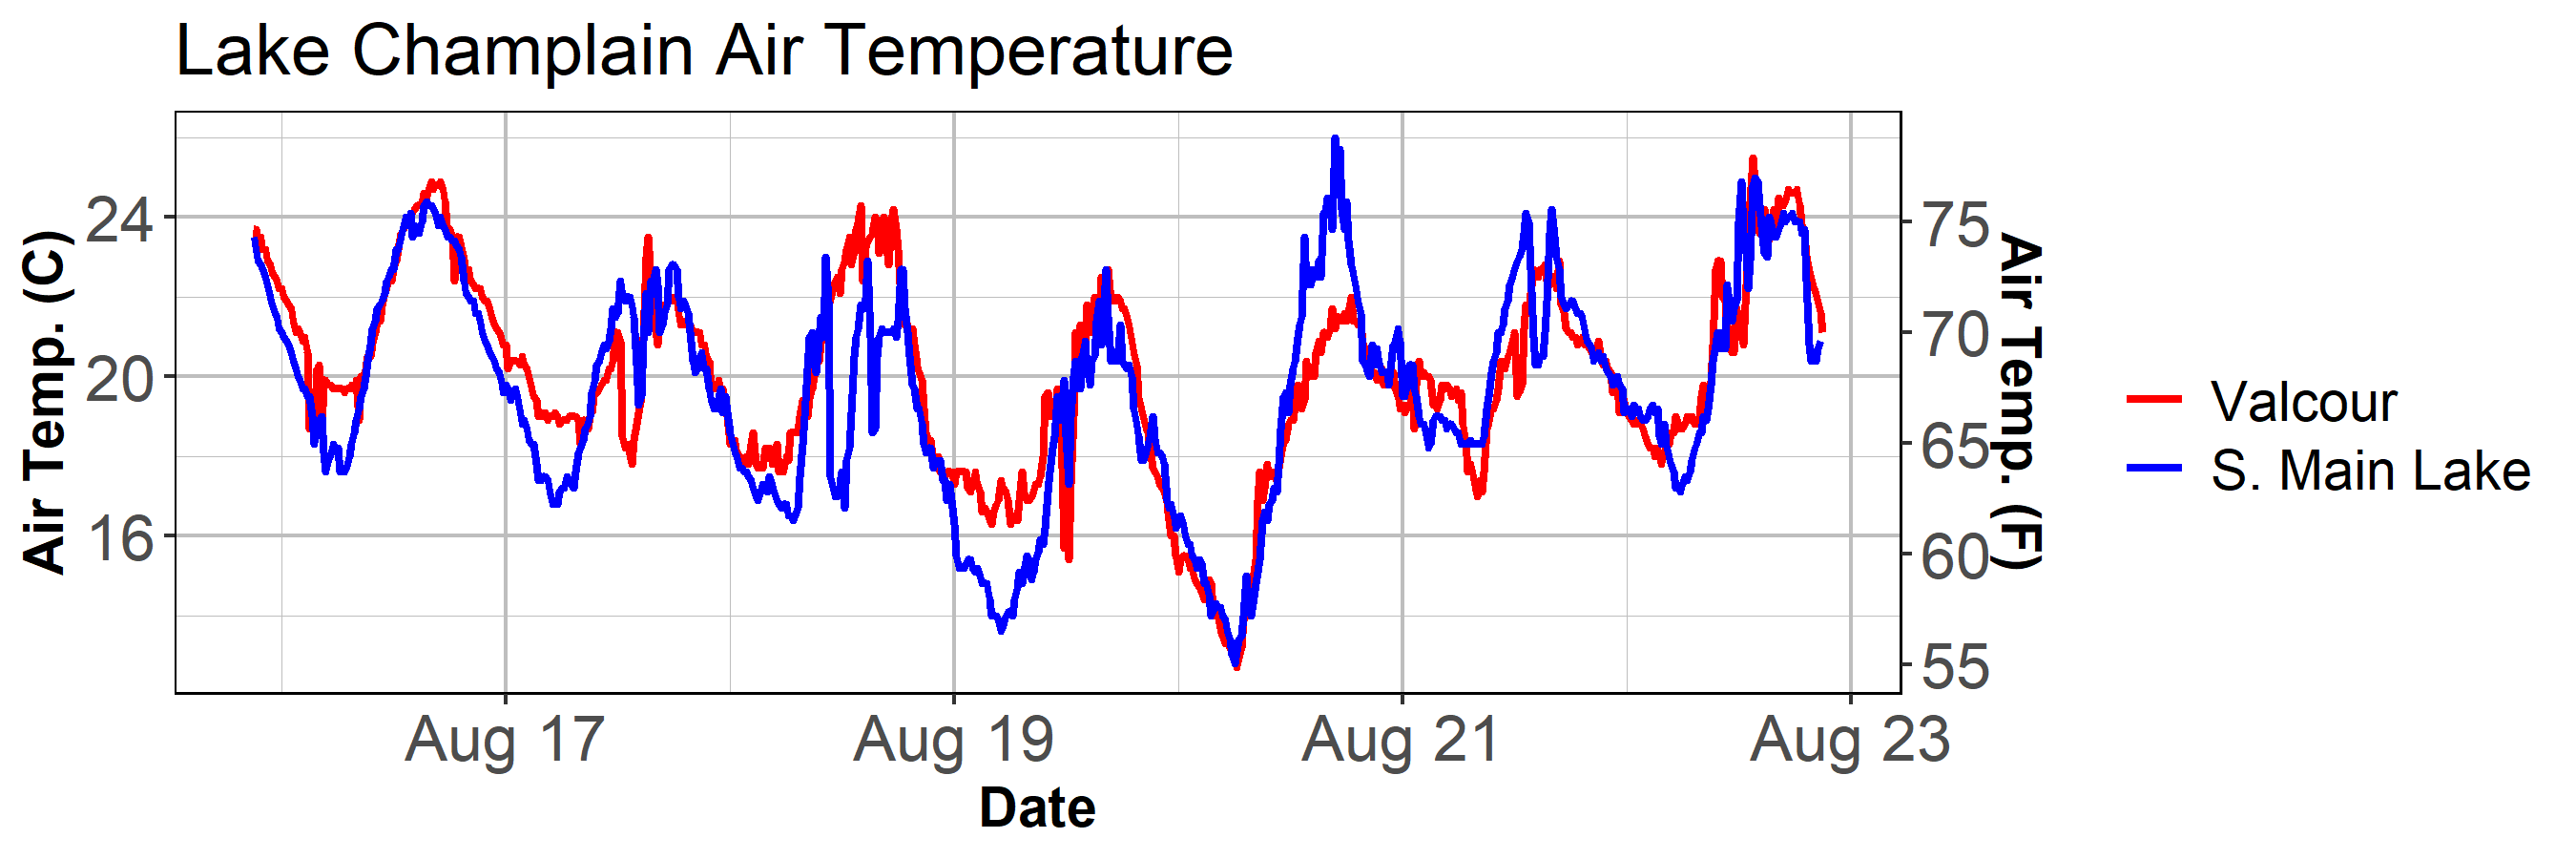 Lake Champlain Air Temperature
Air Temp. (C)
24
20
16
75
70
65
60
55
Air Temp. (F)
Aug 17
Aug 19
Aug 21
Aug 23
Date
Valcour
S. Main Lake